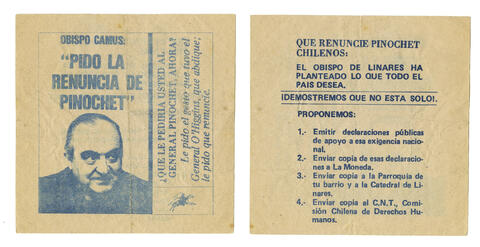 OBISPO CAMUS:
"PIDO LA
RENUNCIA DE
PINOCHET"
¿QUE LE PEDIRIA USTED AL
GENERAL PINOCHET, AHORA?
Le pido el gesto que tuvo el
General O'Higgins, que abdique;
le pido que renuncie.
QUE RENUNCIE PINOCHET
CHILENOS:
EL OBISPO DE LINARES HA
PLANTEADO LO QUE TODO EL
PAIS DESEA.
¡DEMOSTREMOS QUE NO ESTA SOLO!.
PROPONEMOS:
1.- Emitir declaraciones públicas
de apoyo a esa exigencia nacio-
nal.
2.- Enviar copia de esas declaracio-
nes a La Moneda.
3.- Enviar copia a la Parroquia de
tu barrio y a la Catedral de Li-
nares.
4.- Enviar copia al C.N.T., Comi-
sión Chilena de Derechos Hu-
manos.